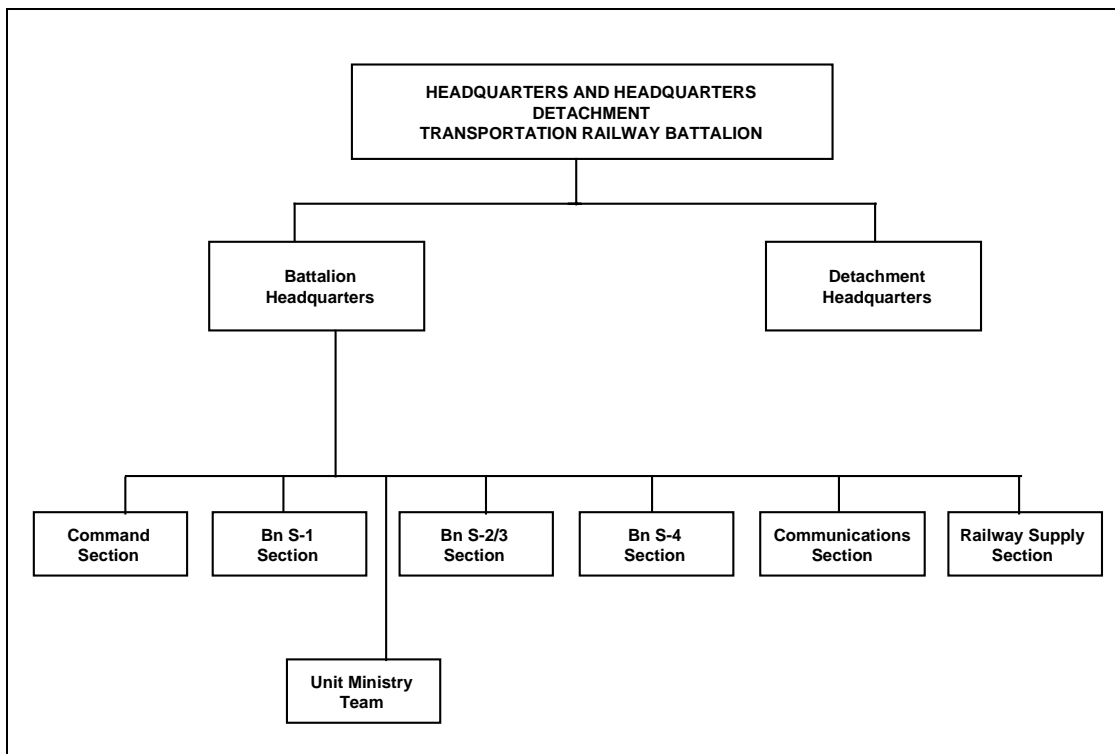 HEADQUARTERS AND HEADQUARTERS
DETACHMENT
TRANSPORTATION RAILWAY BATTALION
Battalion
Headquarters
Detachment
Headquarters
Command
Section
Bn S-1
Section
Bn S-2/3
Section
Bn S-4
Section
Communications
Section
Railway Supply
Section
Unit Ministry
Team